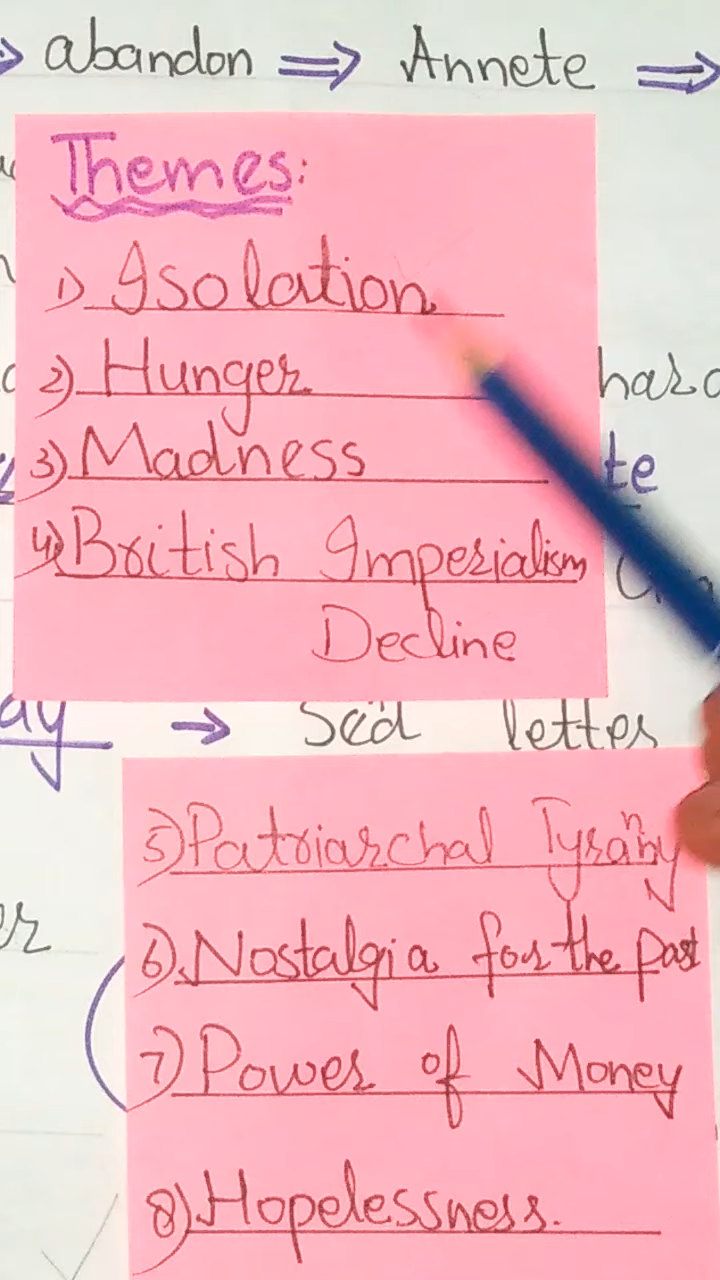 abandon ⇒ Annete ⇒
Themes:
1) Isolation
2) Hunger
3) Madness
te
4) British Imperialism
Decline
→ letter
5) Patriarchal Tyranny
6) Nostalgia for the past
7) Power of Money
8) Hopelessness.